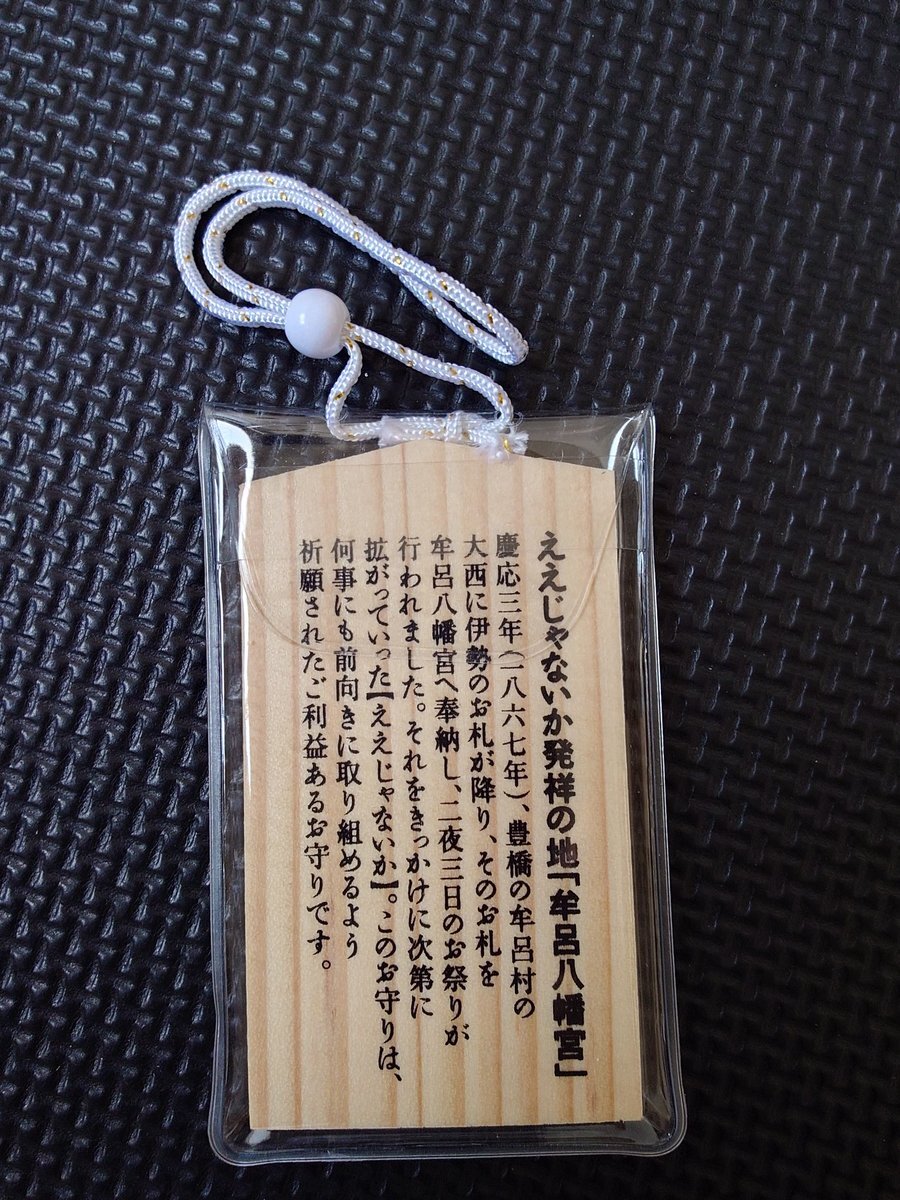 ええじゃないか発祥の地「牟呂八幡宮」
慶応三年(一八六七年)、豊橋の牟呂村の
大西に伊勢のお札が降り、そのお札を
牟呂八幡宮へ奉納し、二夜三日のお祭りが
行われました。それをきっかけに次第に
拡がっていった【ええじゃないか】。このお守りは、
何事にも前向きに取り組めるよう
祈願されたご利益あるお守りです。